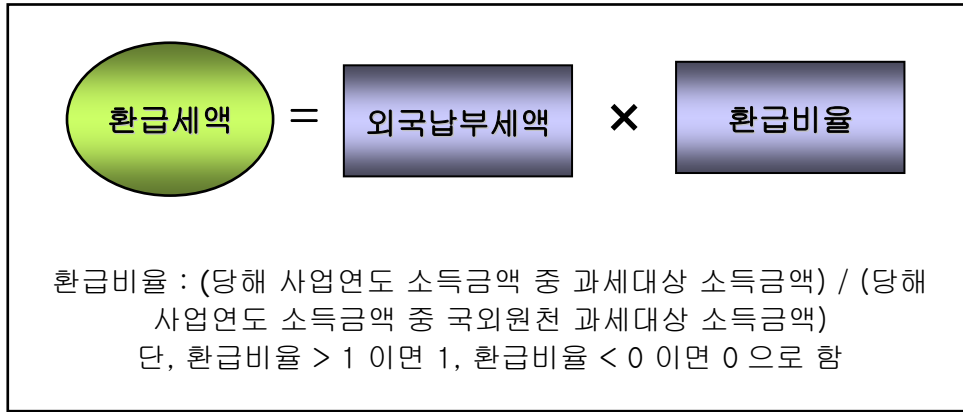 환급세액 = 외국납부세액 × 환급비율
환급비율 : (당해 사업연도 소득금액 중 과세대상 소득금액) / (당해
사업연도 소득금액 중 국외원천 과세대상 소득금액)
단, 환급비율 > 1 이면 1, 환급비율 < 0 이면 0 으로 함